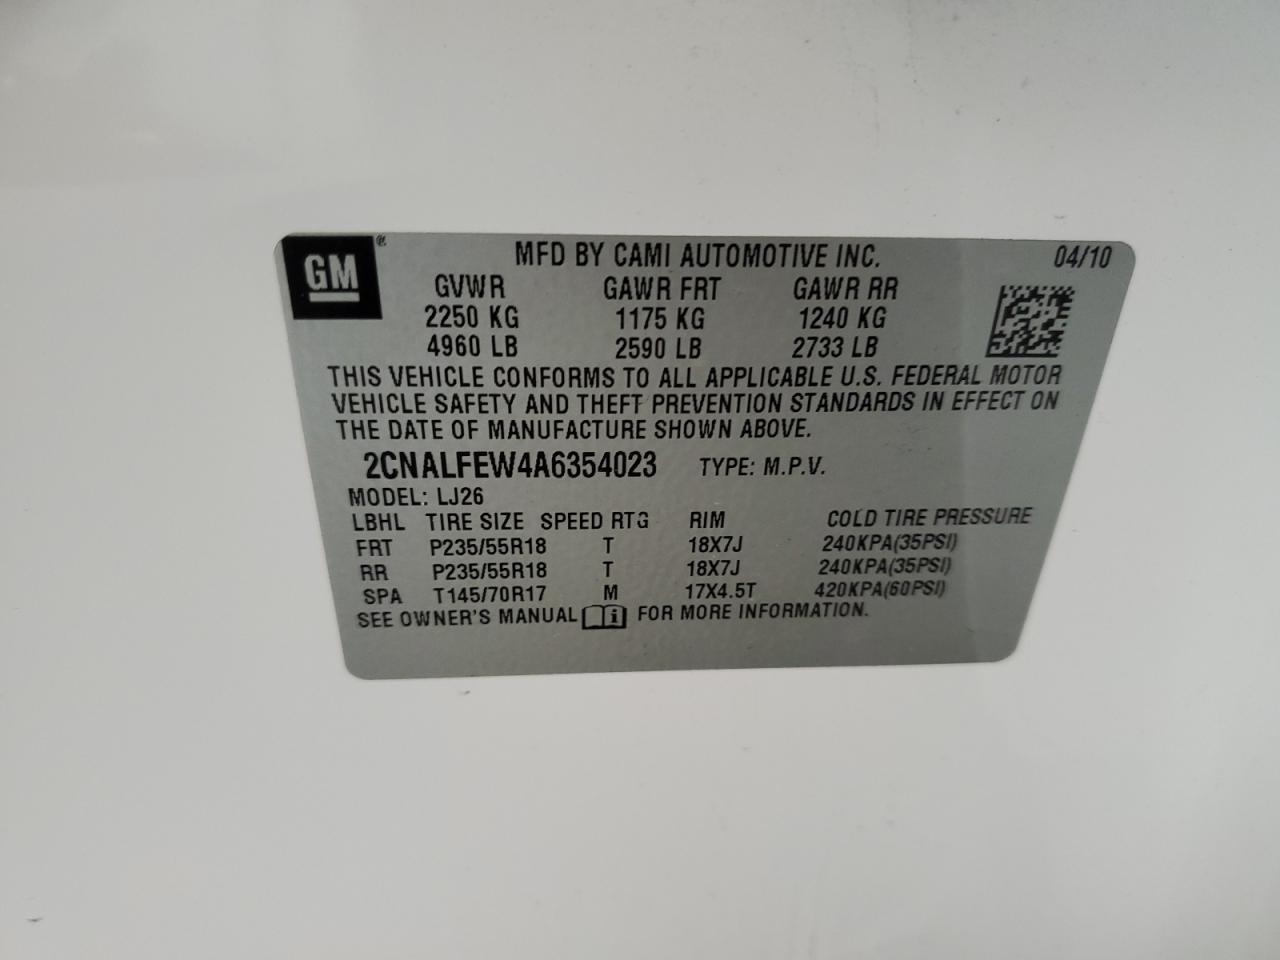 GM ®
MFD BY CAMI AUTOMOTIVE INC. 04/10
GVWR GAWR FRT GAWR RR
2250 KG 1175 KG 1240 KG
4960 LB 2590 LB 2733 LB
THIS VEHICLE CONFORMS TO ALL APPLICABLE U.S. FEDERAL MOTOR
VEHICLE SAFETY AND THEFT PREVENTION STANDARDS IN EFFECT ON
THE DATE OF MANUFACTURE SHOWN ABOVE.
2CNALFEW4A6354023 TYPE: M.P.V.
MODEL: LJ26
LBHL TIRE SIZE SPEED RTG RIM COLD TIRE PRESSURE
FRT P235/55R18 T 18X7J 240KPA(35PSI)
RR P235/55R18 T 18X7J 240KPA(35PSI)
SPA T145/70R17 M 17X4.5T 420KPA(60PSI)
SEE OWNER'S MANUAL i FOR MORE INFORMATION.